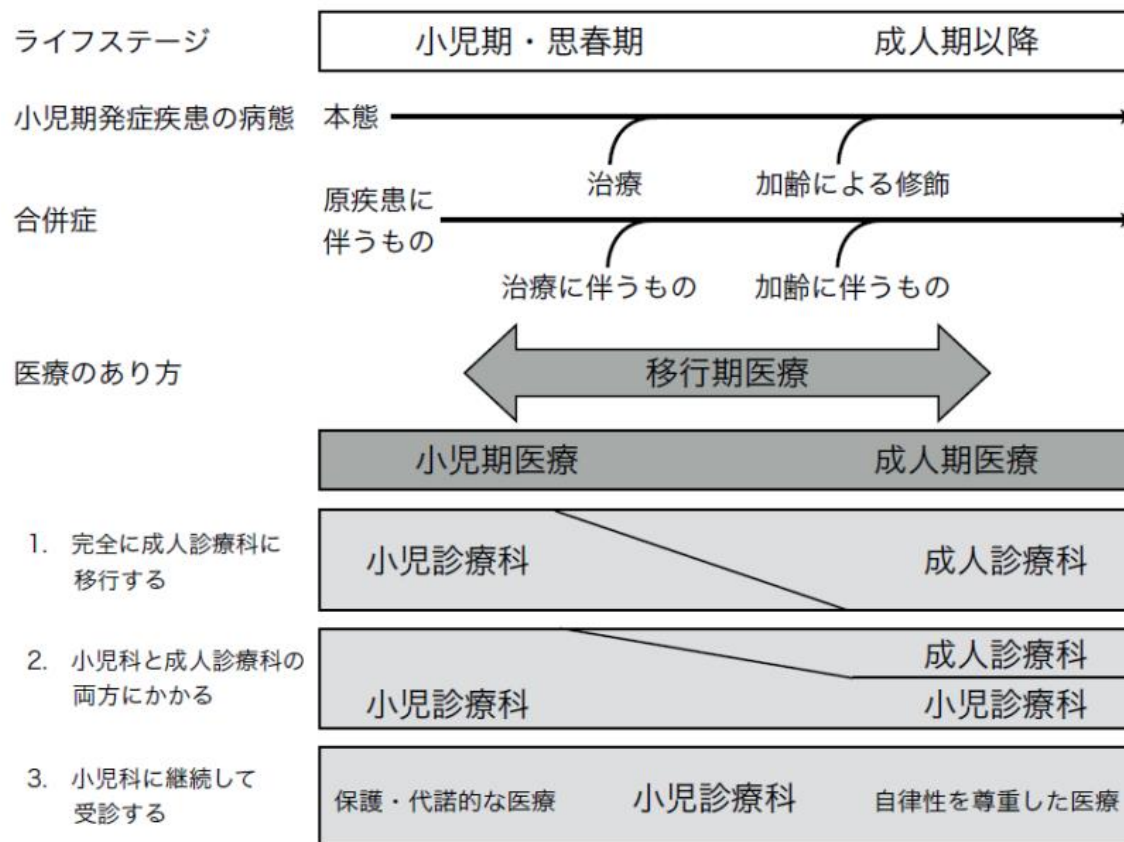 ライフステージ
小児期・思春期
成人期以降
小児期発症疾患の病態
本態
治療
加齢による修飾
合併症
原疾患に
伴うもの
治療に伴うもの
加齢に伴うもの
医療のあり方
移行期医療
小児期医療
成人期医療
1. 完全に成人診療科に
移行する
小児診療科
成人診療科
2. 小児科と成人診療科の
両方にかかる
小児診療科
成人診療科
小児診療科
3. 小児科に継続して
受診する
保護・代諾的な医療
小児診療科
自律性を尊重した医療